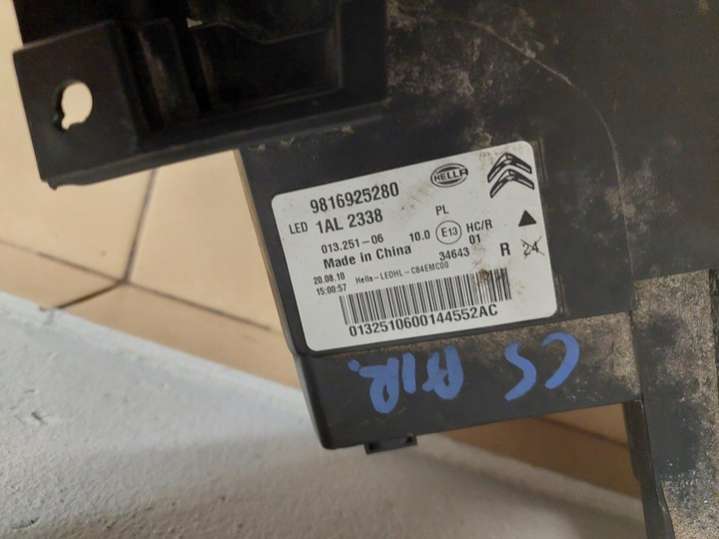 9816925280 HELLA
LED 1AL 2338 PL
013.251-06 10.0 E13 HC/R
Made in China 34643 01 R 24
20.08.10 Hella-LEDHL-CB4EMC00
15:00:57
0132510600144552AC
C5 AIR.